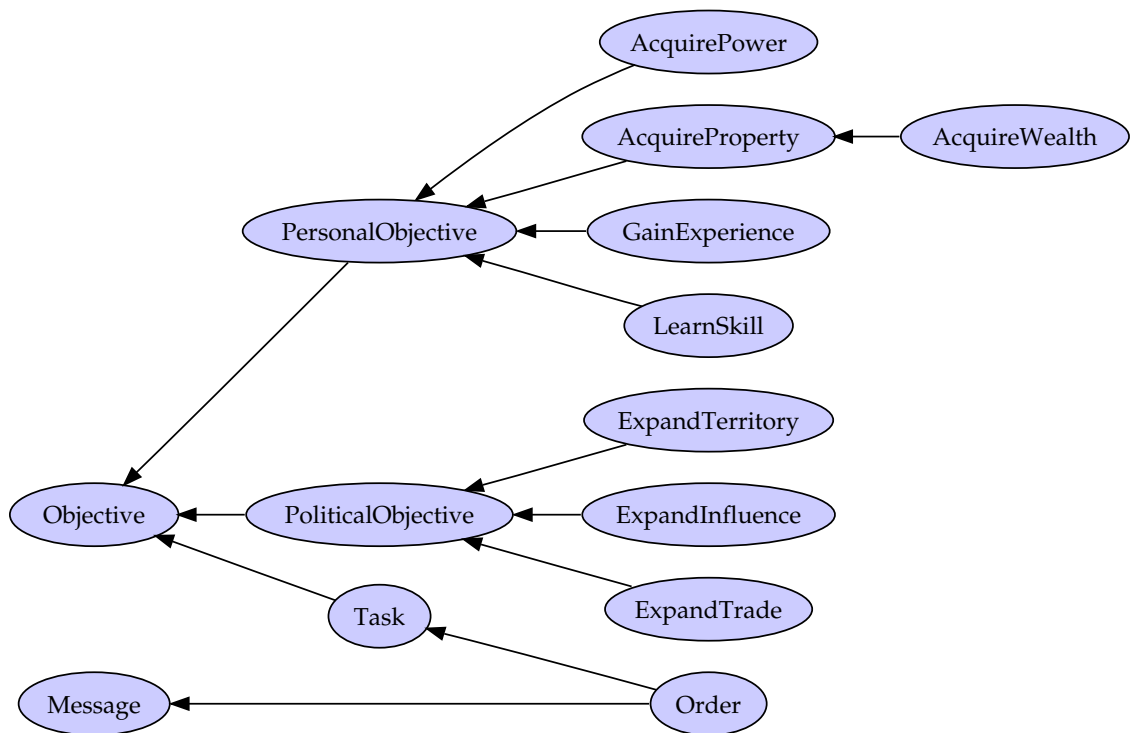 AcquirePower
AcquireProperty
AcquireWealth
PersonalObjective
GainExperience
LearnSkill
ExpandTerritory
Objective
PoliticalObjective
ExpandInfluence
Task
ExpandTrade
Message
Order